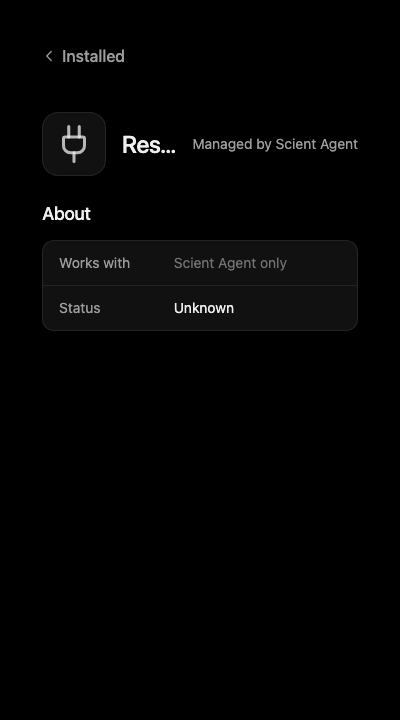 Installed
Res...
Managed by Scient Agent
About
Works with Scient Agent only
Status Unknown